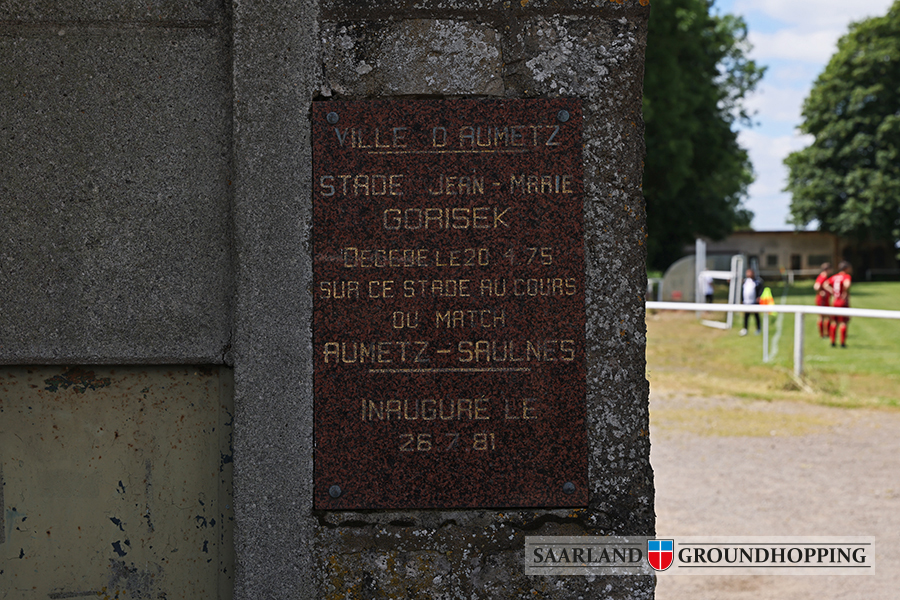 VILLE D AUMETZ
STADE JEAN-MARIE
GORISEK
DECEDE LE 20 4 75
SUR CE STADE AU COURS
DU MATCH
AUMETZ-SAULNES
INAUGURÉ LE
26 7 81
SAARLAND GROUNDHOPPING